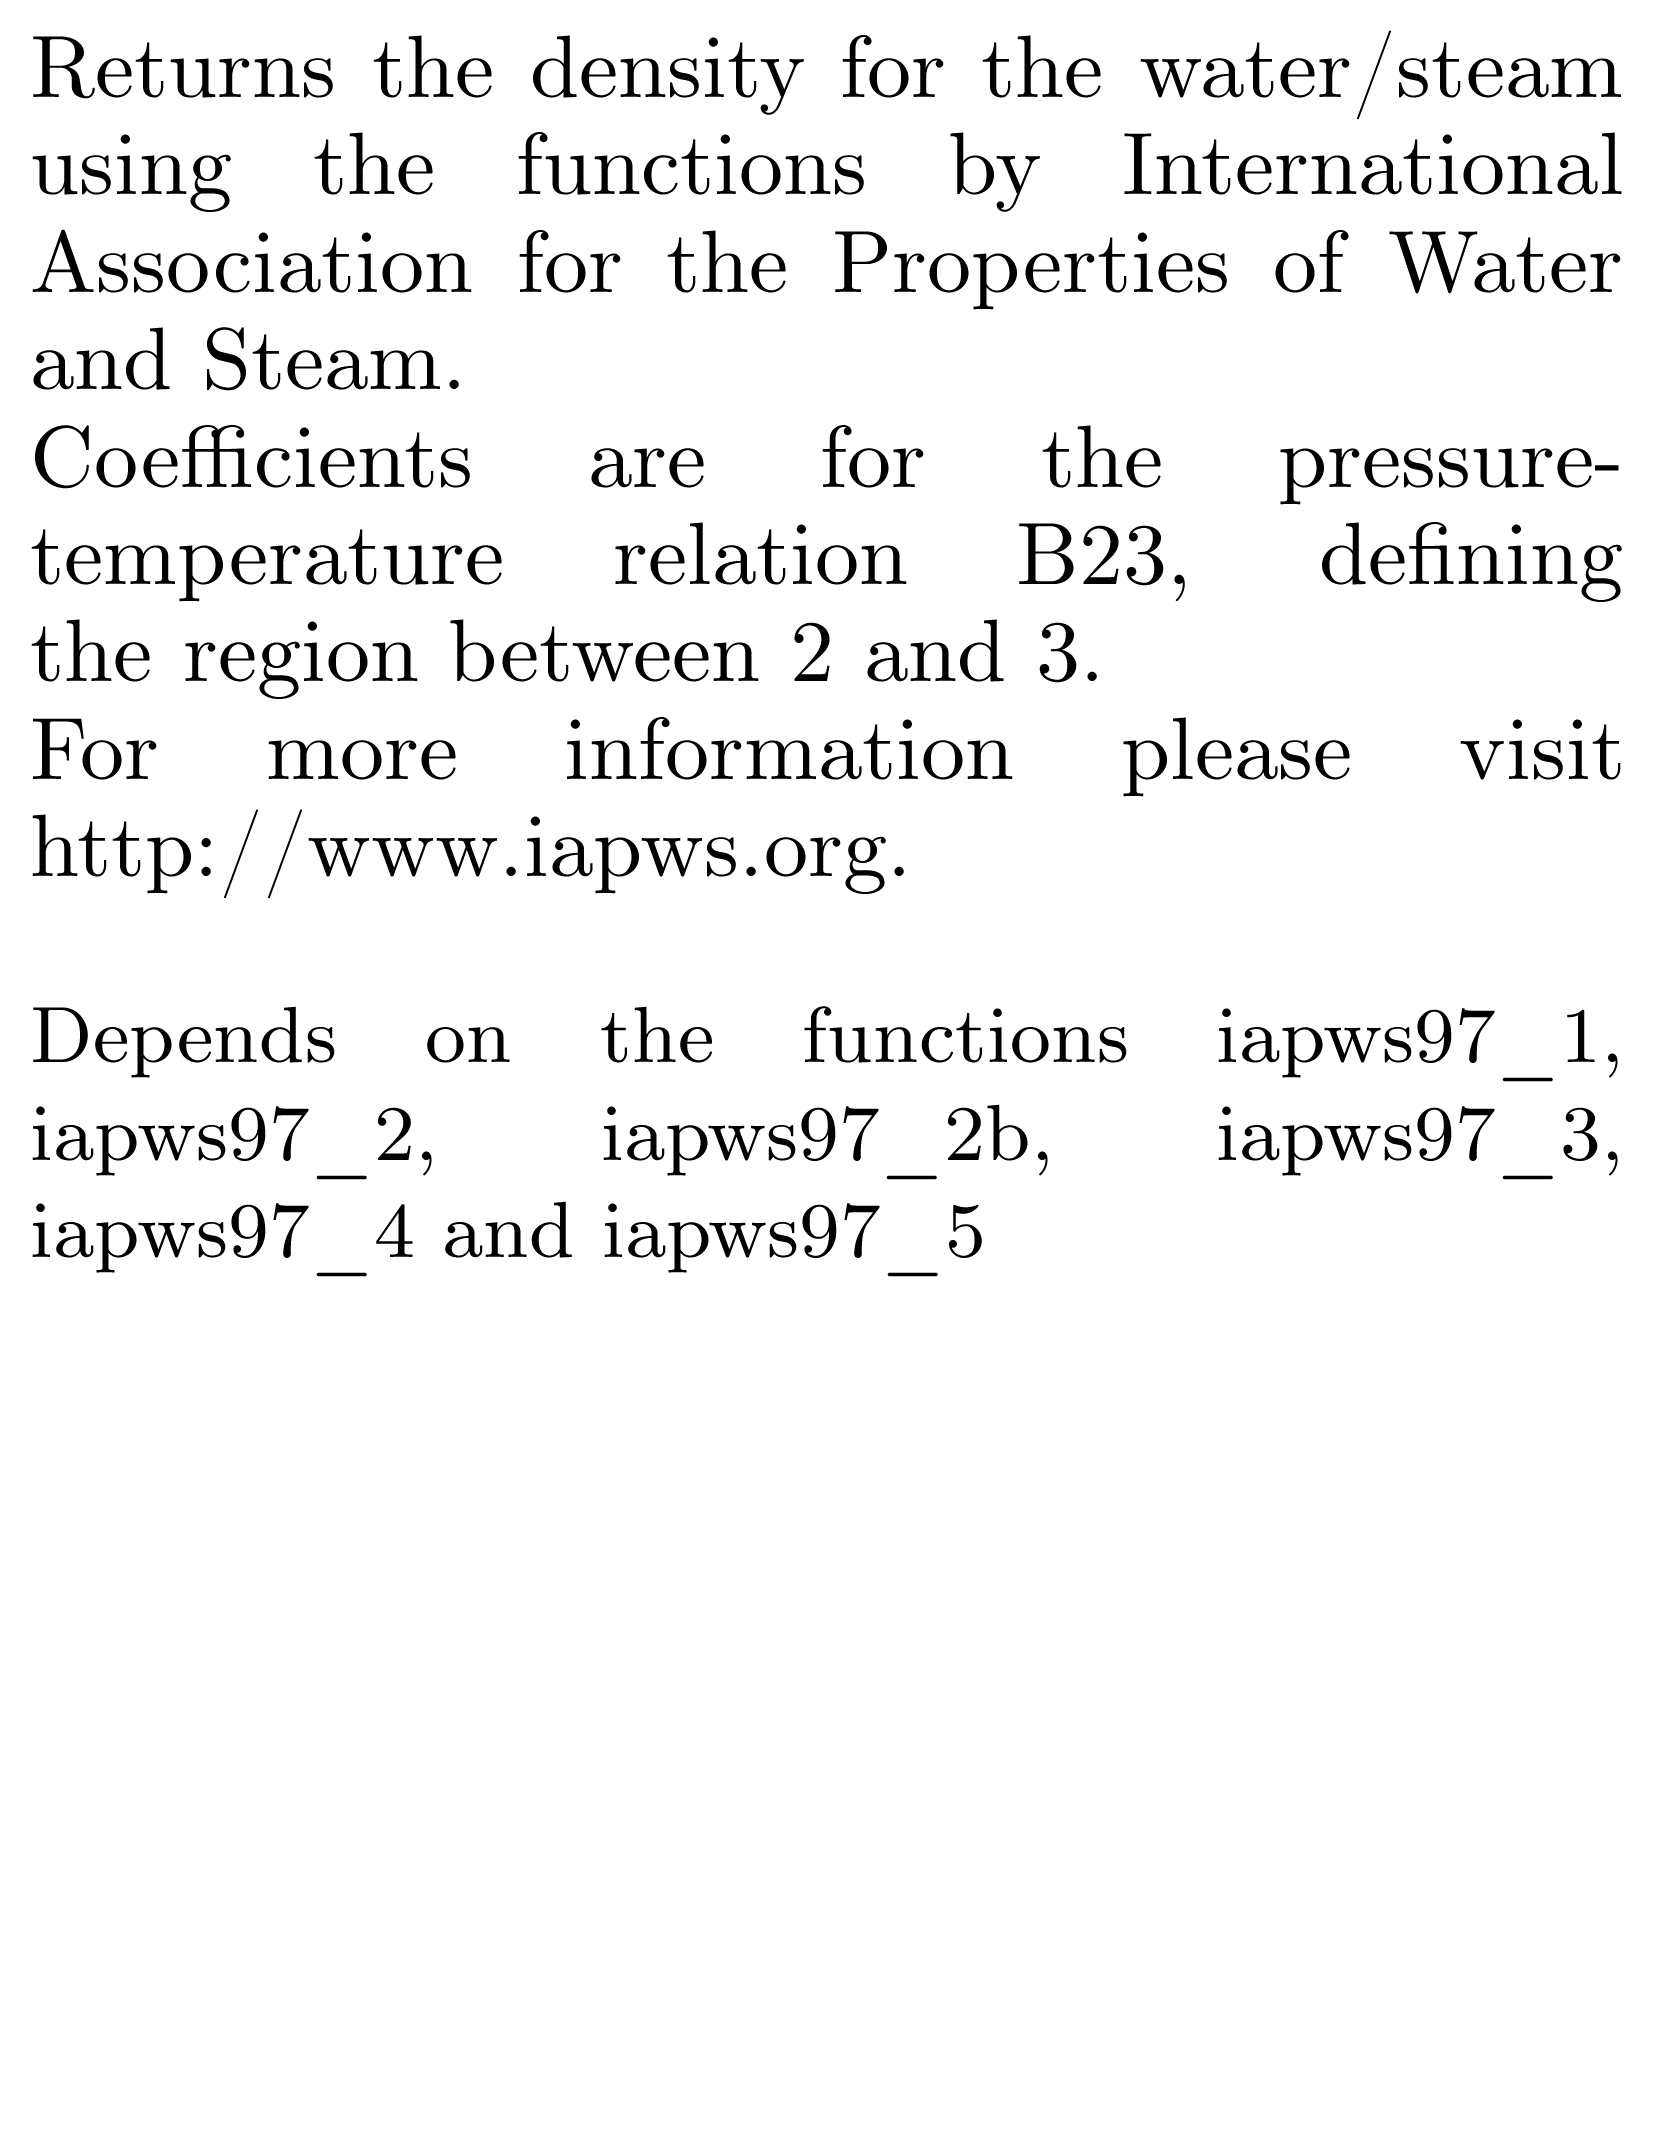 Returns the density for the water/steam
using the functions by International
Association for the Properties of Water
and Steam.
Coefficients are for the pressure-
temperature relation B23, defining
the region between 2 and 3.
For more information please visit
http://www.iapws.org.
Depends on the functions iapws97_1,
iapws97_2, iapws97_2b, iapws97_3,
iapws97_4 and iapws97_5